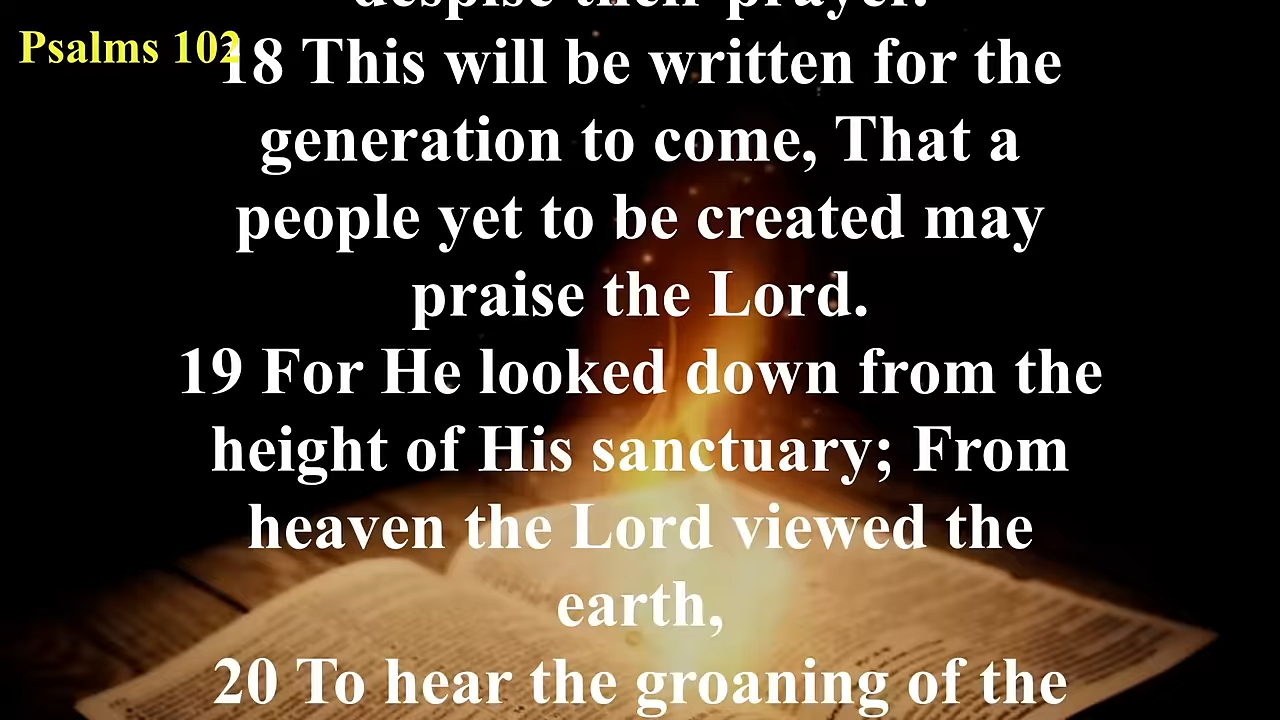 despise their prayer.
Psalms 102
18 This will be written for the
generation to come, That a
people yet to be created may
praise the Lord.
19 For He looked down from the
height of His sanctuary; From
heaven the Lord viewed the
earth,
20 To hear the groaning of the